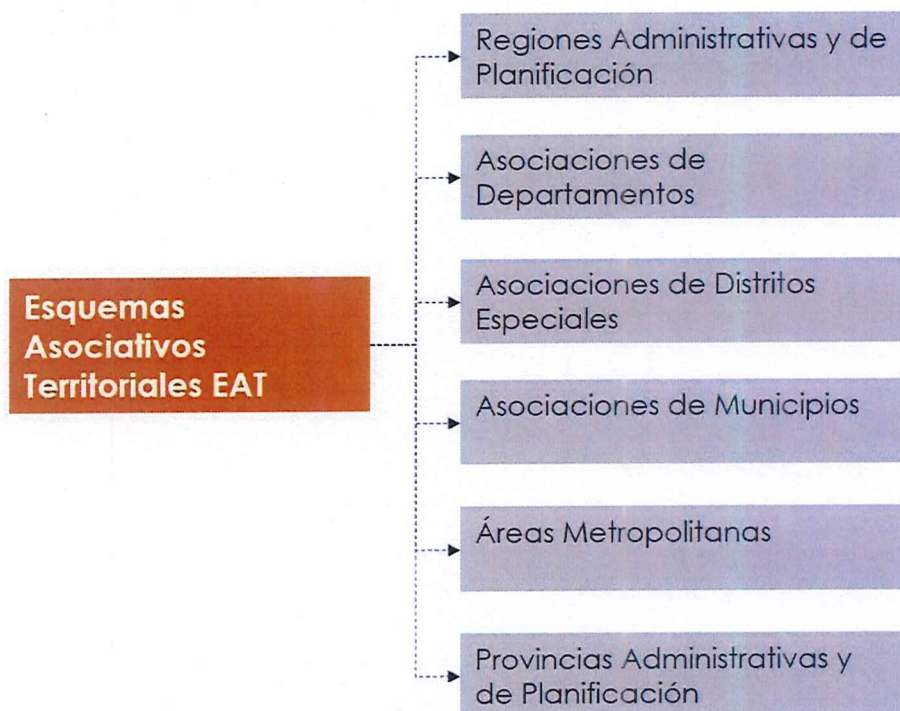 Regiones Administrativas y de
Planificación
Asociaciones de
Departamentos
Asociaciones de Distritos
Especiales
Esquemas
Asociativos
Territoriales EAT
Asociaciones de Municipios
Áreas Metropolitanas
Provincias Administrativas y
de Planificación